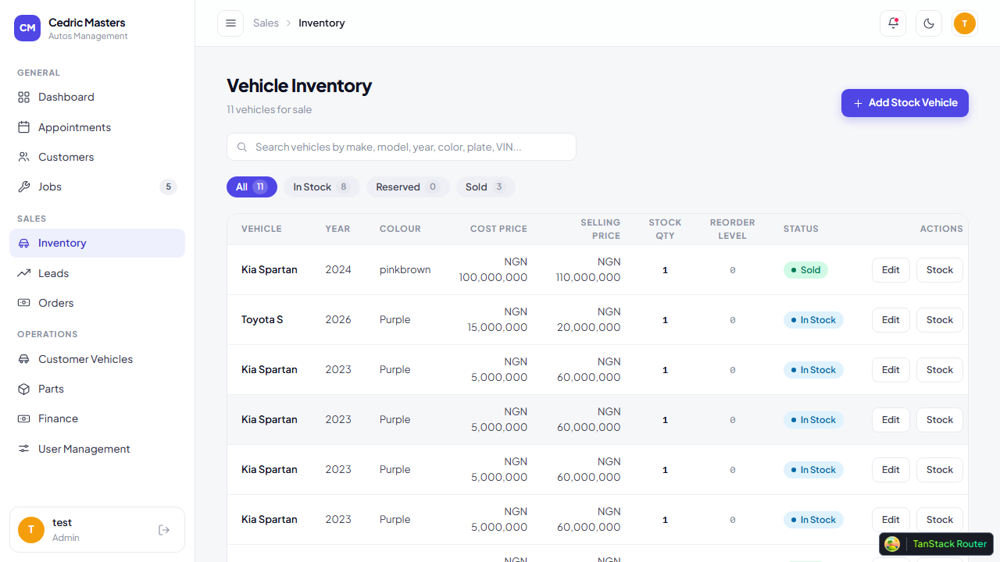 CM
Cedric Masters
Autos Management
GENERAL
Dashboard
Appointments
Customers
Jobs 5
SALES
Inventory
Leads
Orders
OPERATIONS
Customer Vehicles
Parts
Finance
User Management
T
test
Admin
Sales > Inventory
T
Vehicle Inventory
11 vehicles for sale
+ Add Stock Vehicle
Search vehicles by make, model, year, color, plate, VIN...
All 11 In Stock 8 Reserved 0 Sold 3
VEHICLE YEAR COLOUR COST PRICE SELLING PRICE STOCK QTY REORDER LEVEL STATUS ACTIONS
Kia Spartan 2024 pinkbrown NGN 100,000,000 NGN 110,000,000 1 0 Sold Edit Stock
Toyota S 2026 Purple NGN 15,000,000 NGN 20,000,000 1 0 In Stock Edit Stock
Kia Spartan 2023 Purple NGN 5,000,000 NGN 60,000,000 1 0 In Stock Edit Stock
Kia Spartan 2023 Purple NGN 5,000,000 NGN 60,000,000 1 0 In Stock Edit Stock
Kia Spartan 2023 Purple NGN 5,000,000 NGN 60,000,000 1 0 In Stock Edit Stock
Kia Spartan 2023 Purple NGN 5,000,000 NGN 60,000,000 1 0 In Stock Edit Stock
NGN NGN
TanStack Router